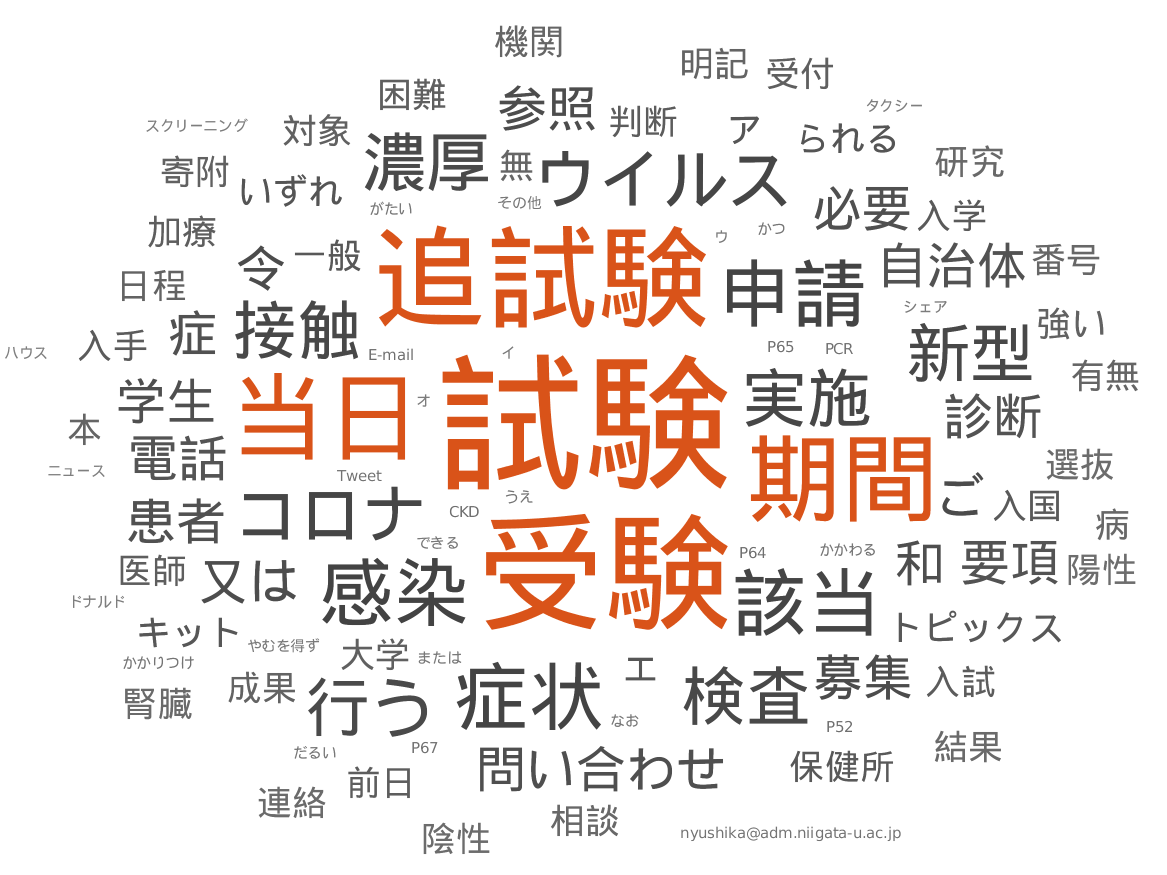 機関
明記
受付
困難
参照
判断
タクシー
スクリーニング
対象
濃厚
無
ウイルス
ア
られる
研究
寄附
いずれ
がたい
その他
必要
入学
加療
令
一般
追試験
ウ
かつ
申請
自治体
番号
日程
シェア
強い
ハウス
入手
症
接触
E-mail
イ
P65
PCR
新型
有無
学生
当日
オ
試験
実施
診断
本
電話
期間
選抜
ニュース
Tweet
ご
入国
患者
コロナ
CKD
うえ
受験
病
医師
又は
感染
できる
P64
かかわる
該当
和
要項
陽性
ドナルド
キット
やむを得ず
トピックス
かかりつけ
大学
または
エ
検査
募集
入試
腎臓
成果
行う
症状
なお
P52
だるい
P67
問い合わせ
保健所
結果
連絡
前日
陰性
相談
nyushika@adm.niigata-u.ac.jp